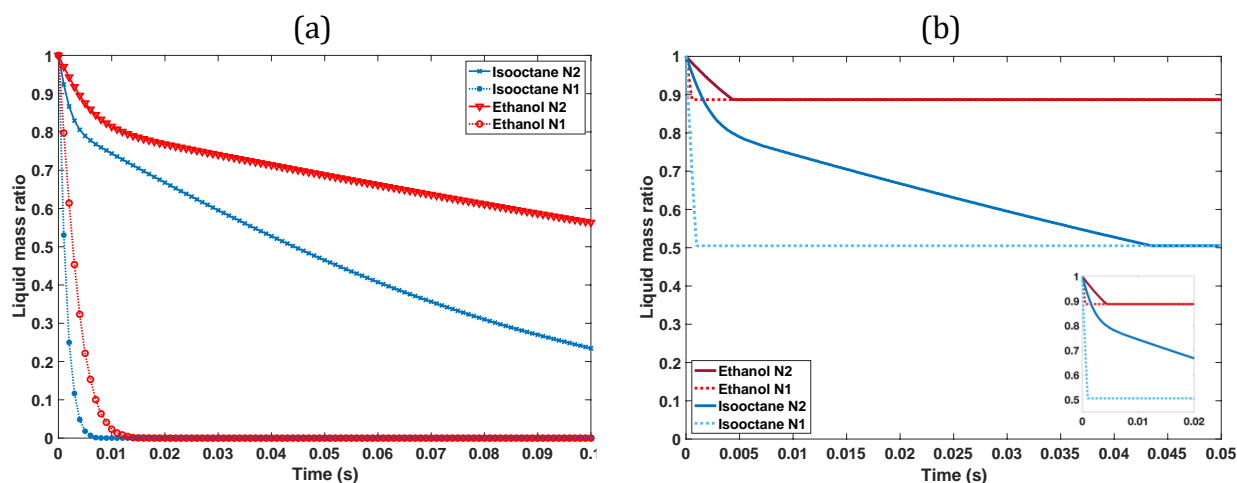 (a)
1
0.9
0.8
0.7
0.6
0.5
0.4
0.3
0.2
0.1
0
Liquid mass ratio
Isooctane N2
Isooctane N1
Ethanol N2
Ethanol N1
0 0.01 0.02 0.03 0.04 0.05 0.06 0.07 0.08 0.09 0.1
Time (s)
(b)
1
0.9
0.8
0.7
0.6
0.5
0.4
0.3
0.2
0.1
0
Liquid mass ratio
Ethanol N2
Ethanol N1
Isooctane N2
Isooctane N1
1
0.9
0.8
0.7
0.6
0.5
0 0.01 0.02
0 0.005 0.01 0.015 0.02 0.025 0.03 0.035 0.04 0.045 0.05
Time (s)